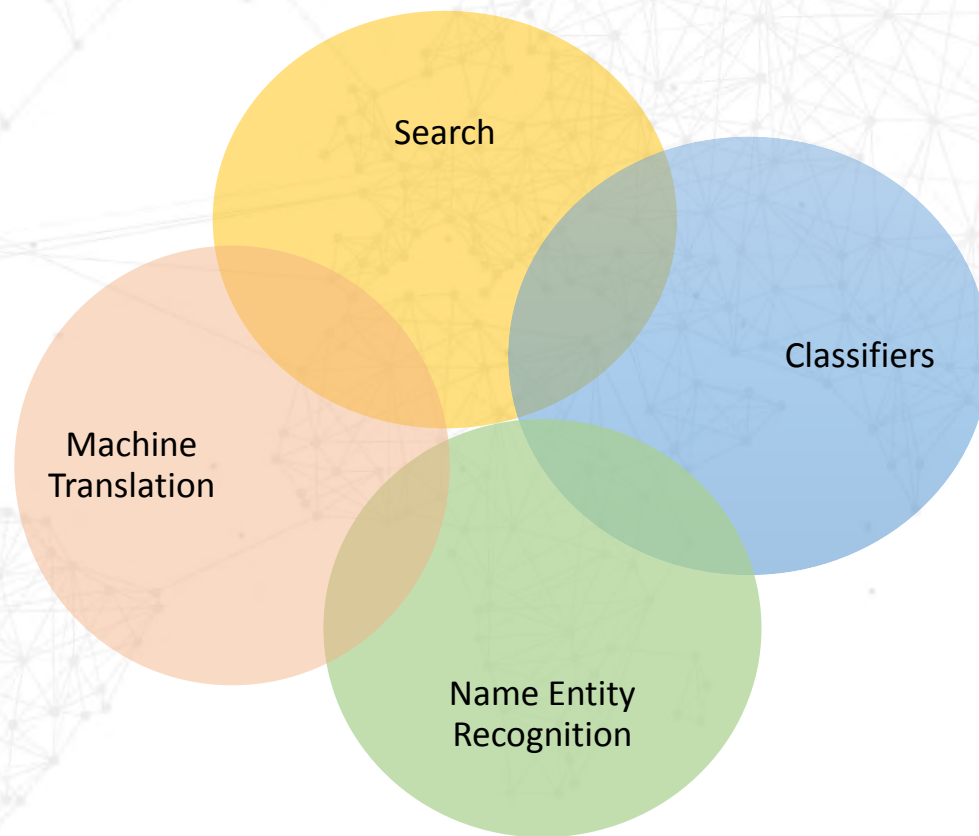 Search
Classifiers
Machine
Translation
Name Entity
Recognition